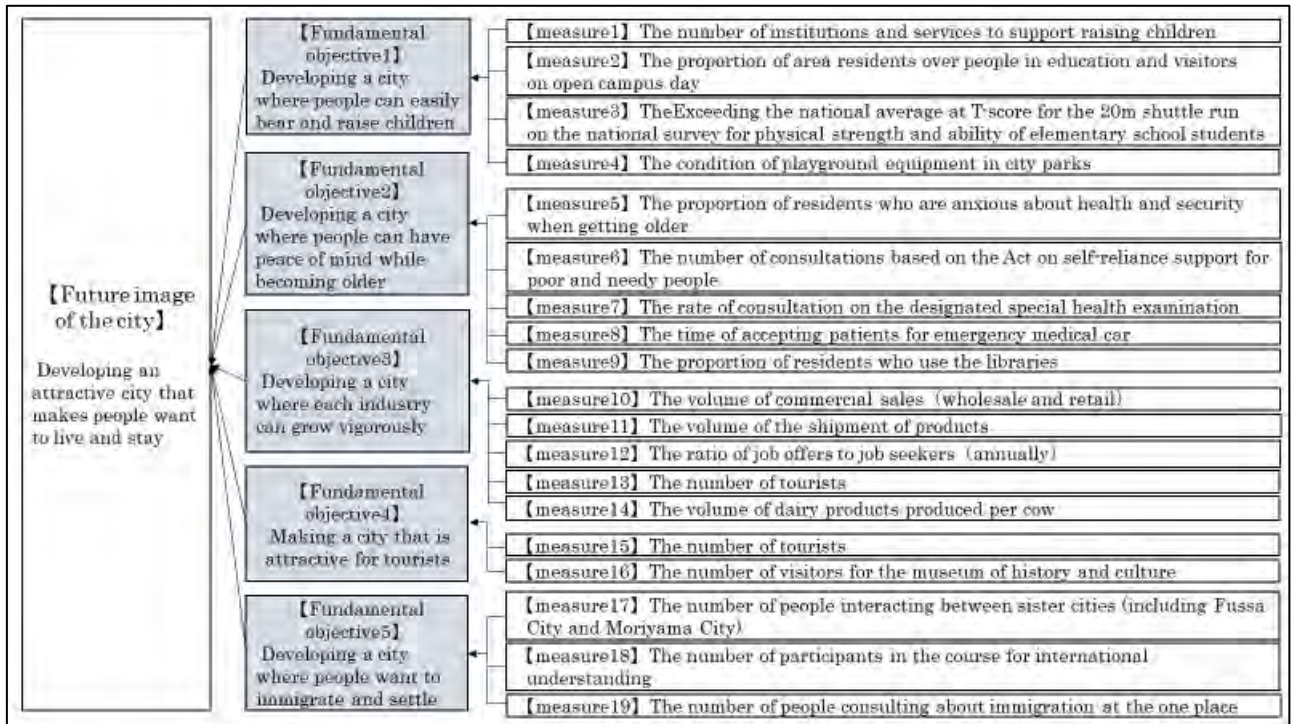 【Future image
of the city】
Developing an
attractive city that
makes people want
to live and stay
【Fundamental
objective1】
Developing a city
where people can easily
bear and raise children
【Fundamental
objective2】
Developing a city
where people can have
peace of mind while
becoming older
【Fundamental
objective3】
Developing a city
where each industry
can grow vigorously
【Fundamental
objective4】
Making a city that is
attractive for tourists
【Fundamental
objective5】
Developing a city
where people want to
immigrate and settle
【measure1】The number of institutions and services to support raising children
【measure2】The proportion of area residents over people in education and visitors
on open campus day
【measure3】TheExceeding the national average at T-score for the 20m shuttle run
on the national survey for physical strength and ability of elementary school students
【measure4】The condition of playground equipment in city parks
【measure5】The proportion of residents who are anxious about health and security
when getting older
【measure6】The number of consultations based on the Act on self-reliance support for
poor and needy people
【measure7】The rate of consultation on the designated special health examination
【measure8】The time of accepting patients for emergency medical car
【measure9】The proportion of residents who use the libraries
【measure10】The volume of commercial sales (wholesale and retail)
【measure11】The volume of the shipment of products
【measure12】The ratio of job offers to job seekers (annually)
【measure13】The number of tourists
【measure14】The volume of dairy products produced per cow
【measure15】The number of tourists
【measure16】The number of visitors for the museum of history and culture
【measure17】The number of people interacting between sister cities (including Fussa
City and Moriyama City)
【measure18】The number of participants in the course for international
understanding
【measure19】The number of people consulting about immigration at the one place